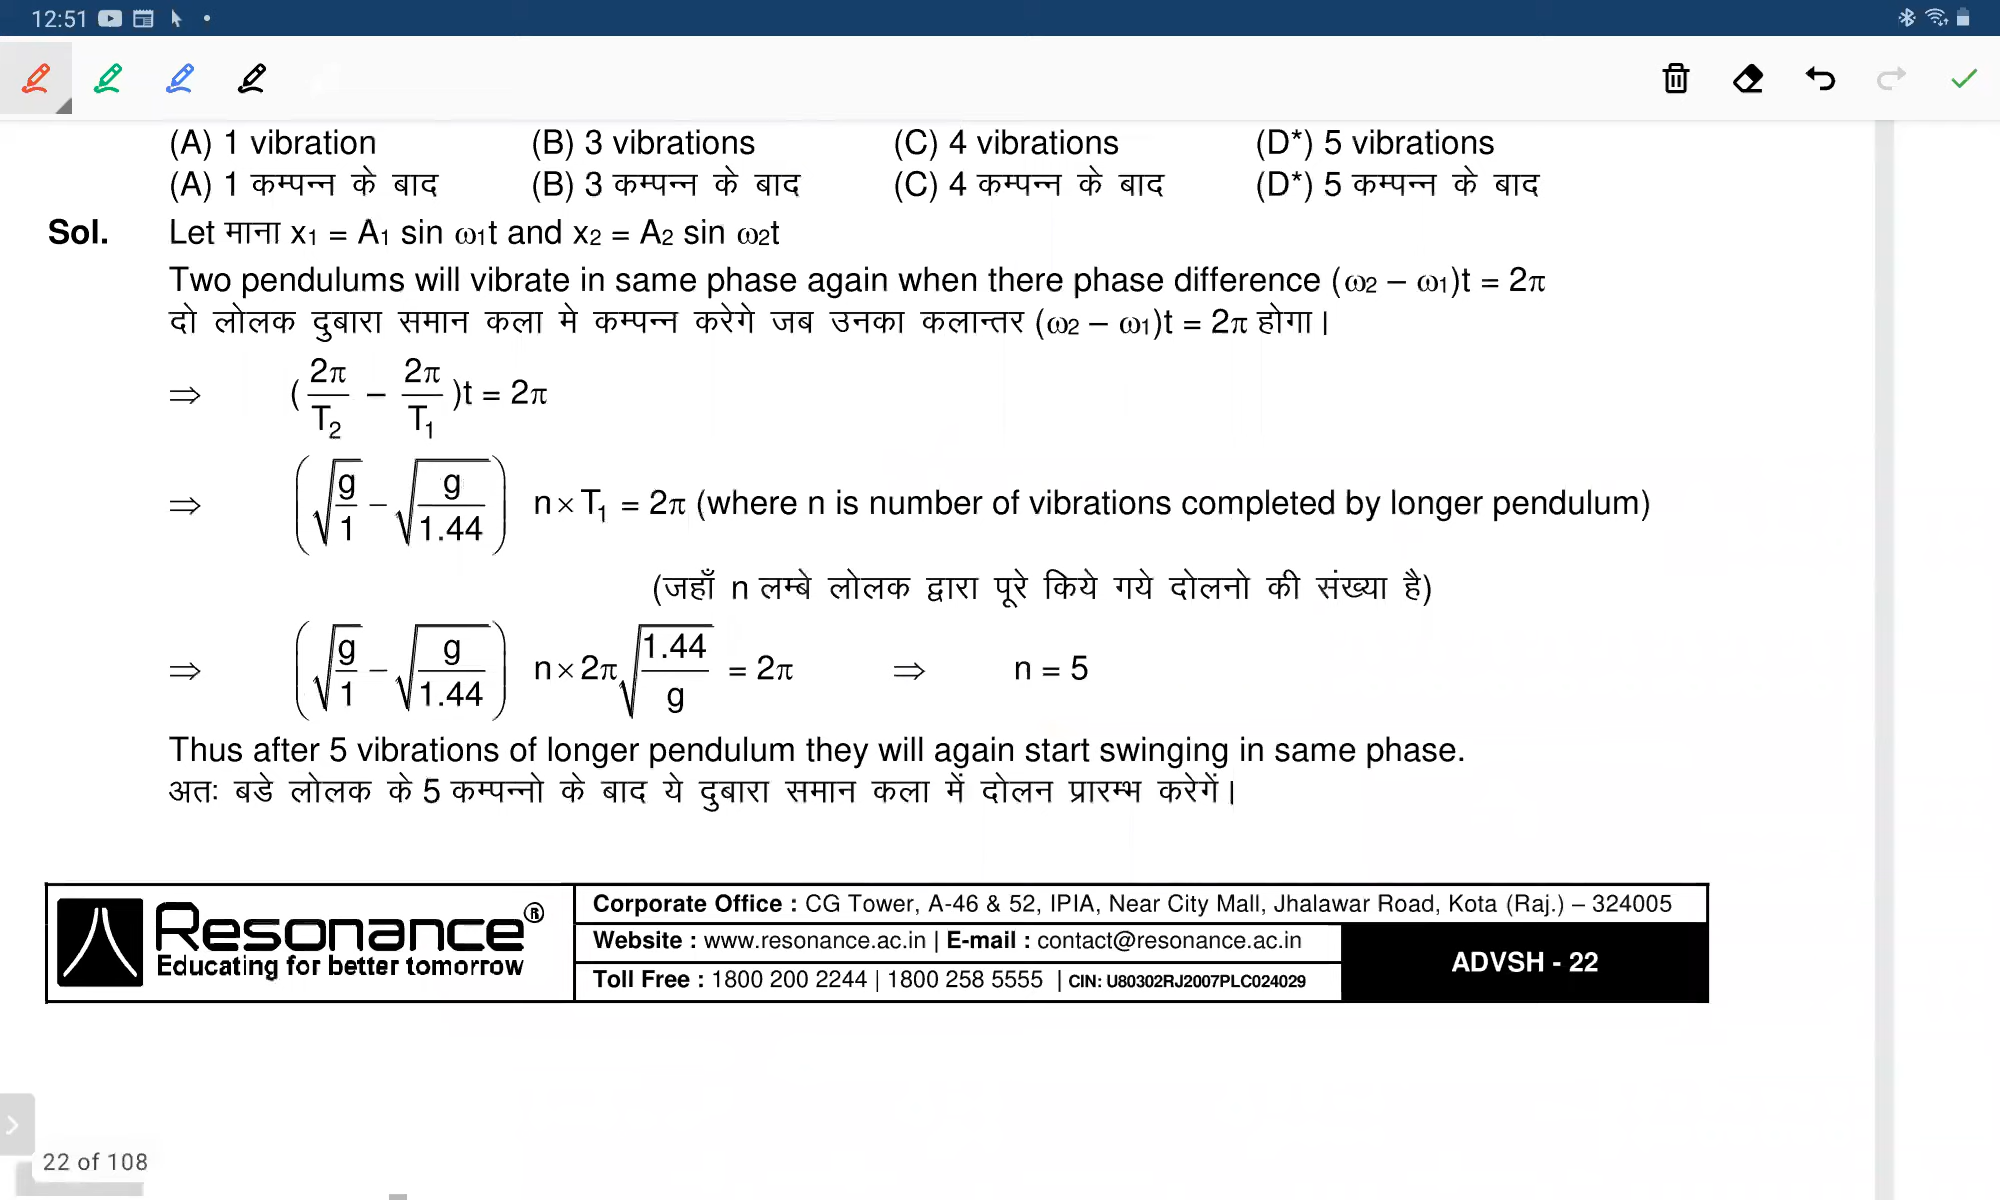 12:51
(A) 1 vibration (B) 3 vibrations (C) 4 vibrations (D*) 5 vibrations
(A) 1 कम्पन्न के बाद (B) 3 कम्पन्न के बाद (C) 4 कम्पन्न के बाद (D*) 5 कम्पन्न के बाद
Sol. Let माना x₁ = A₁ sin ω₁t and x₂ = A₂ sin ω₂t
Two pendulums will vibrate in same phase again when there phase difference (ω₂ – ω₁)t = 2π
दो लोलक दुबारा समान कला मे कम्पन्न करेगे जब उनका कलान्तर (ω₂ – ω₁)t = 2π होगा।
⇒ (2π/T₂ – 2π/T₁)t = 2π
⇒ (√(g/1) – √(g/1.44)) n × T₁ = 2π (where n is number of vibrations completed by longer pendulum)
(जहाँ n लम्बे लोलक द्वारा पूरे किये गये दोलनो की संख्या है)
⇒ (√(g/1) – √(g/1.44)) n × 2π√(1.44/g) = 2π ⇒ n = 5
Thus after 5 vibrations of longer pendulum they will again start swinging in same phase.
अतः बडे लोलक के 5 कम्पन्नो के बाद ये दुबारा समान कला में दोलन प्रारम्भ करेगें।
Resonance®
Educating for better tomorrow
Corporate Office : CG Tower, A-46 & 52, IPIA, Near City Mall, Jhalawar Road, Kota (Raj.) – 324005
Website : www.resonance.ac.in | E-mail : contact@resonance.ac.in
Toll Free : 1800 200 2244 | 1800 258 5555 | CIN: U80302RJ2007PLC024029
ADVSH - 22
22 of 108